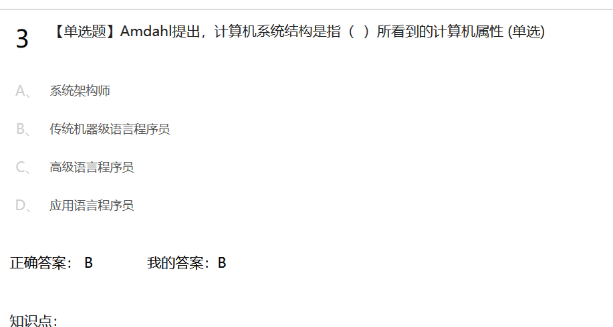 3 【单选题】Amdahl提出，计算机系统结构是指（ ）所看到的计算机属性 (单选)
A、 系统架构师
B、 传统机器级语言程序员
C、 高级语言程序员
D、 应用语言程序员
正确答案： B 我的答案：B
知识点：